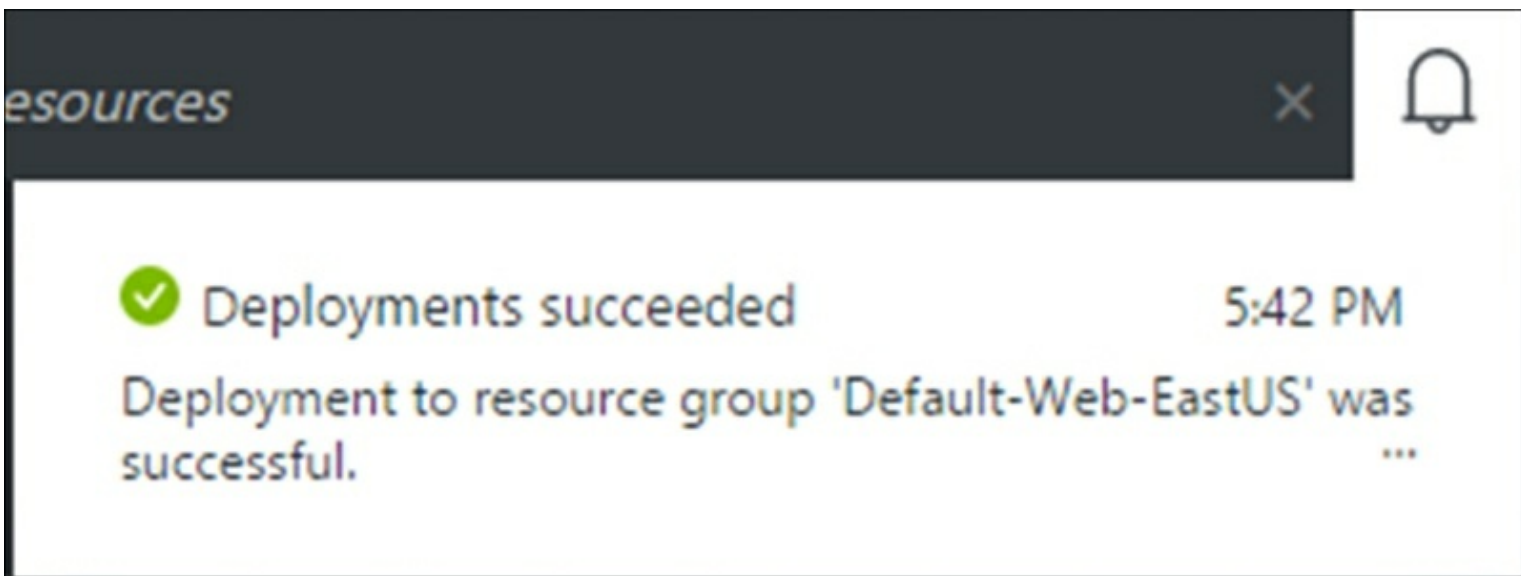 esources
Deployments succeeded 5:42 PM
Deployment to resource group 'Default-Web-EastUS' was
successful.
...